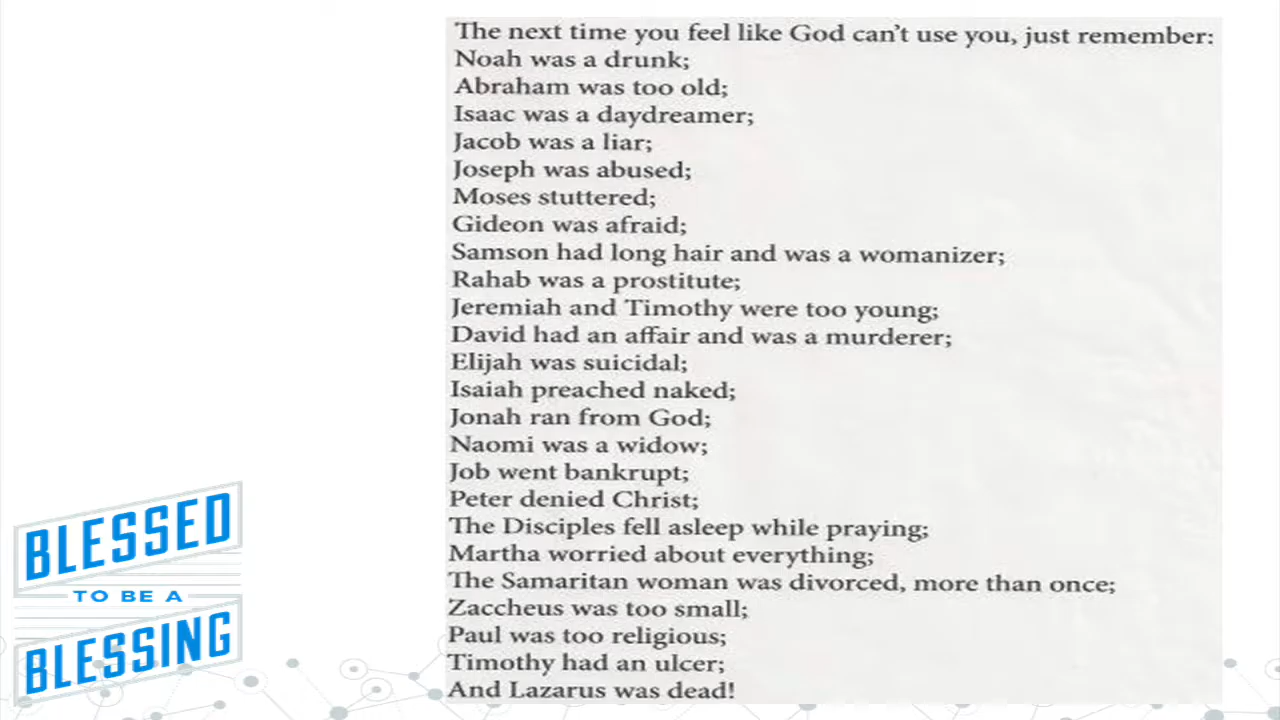 The next time you feel like God can't use you, just remember:
Noah was a drunk;
Abraham was too old;
Isaac was a daydreamer;
Jacob was a liar;
Joseph was abused;
Moses stuttered;
Gideon was afraid;
Samson had long hair and was a womanizer;
Rahab was a prostitute;
Jeremiah and Timothy were too young;
David had an affair and was a murderer;
Elijah was suicidal;
Isaiah preached naked;
Jonah ran from God;
Naomi was a widow;
Job went bankrupt;
Peter denied Christ;
The Disciples fell asleep while praying;
Martha worried about everything;
The Samaritan woman was divorced, more than once;
Zaccheus was too small;
Paul was too religious;
Timothy had an ulcer;
And Lazarus was dead!
BLESSED
TO BE A
BLESSING